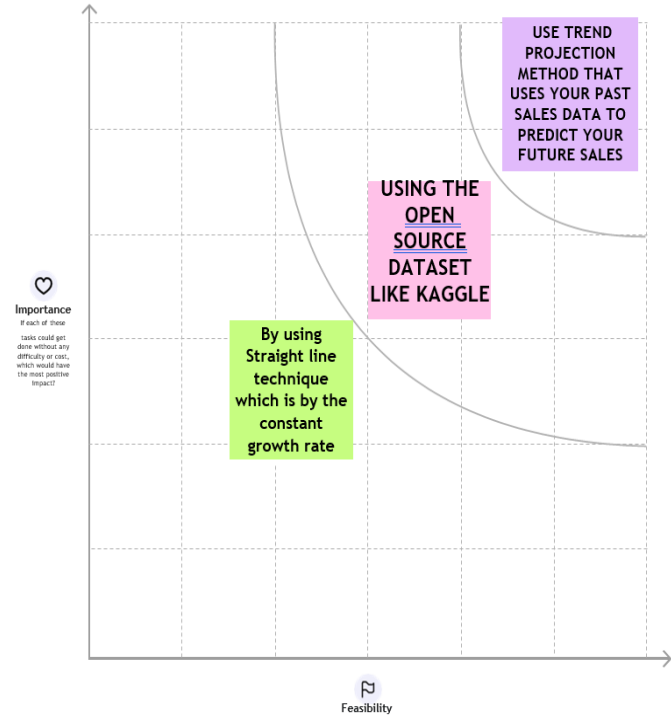 USE TREND
PROJECTION
METHOD THAT
USES YOUR PAST
SALES DATA TO
PREDICT YOUR
FUTURE SALES
USING THE
OPEN
SOURCE
DATASET
LIKE KAGGLE
Importance
If each of these
tasks could get
done without any
difficulty or cost,
which would have
the most positive
impact?
By using
Straight line
technique
which is by the
constant
growth rate
Feasibility